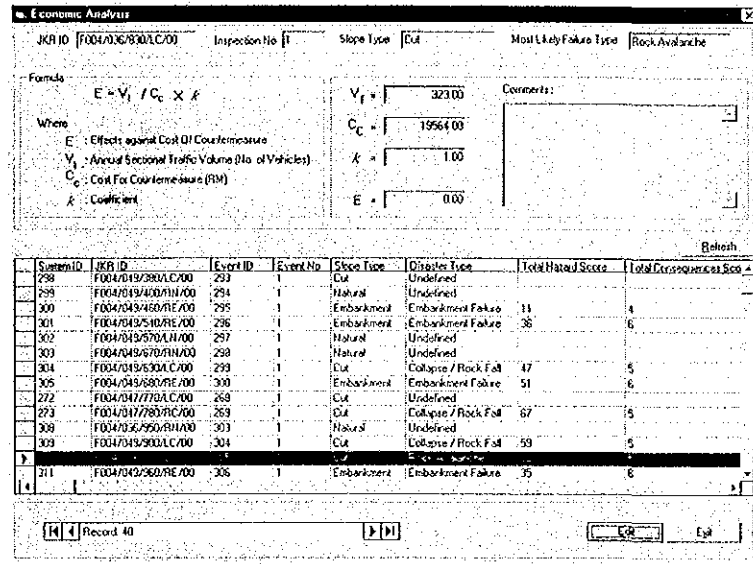 Economic Analysis
JKR ID F004/036/830/LC/00 Inspection No 1 Slope Type Cut Most Likely Failure Type Rock Avalanche
Formula
E = Vt / Cc X k
Where
E : Effects against Cost Of Countermeasure
Vt : Annual Sectional Traffic Volume (No. of Vehicles)
Cc : Cost For Countermeasure (RM)
k : Coefficient
Vt = 323.00
Cc = 19564.00
k = 1.00
E = 0.00
Comments :
Refresh
System ID JKR ID Event ID Event No Slope Type Disaster Type Total Hazard Score Total Consequences Sco
298 F004/049/380/LC/00 293 1 Cut Undefined
299 F004/049/400/RN/00 294 1 Natural Undefined
300 F004/049/460/RE/00 295 1 Embankment Embankment Failure 11 4
301 F004/049/510/RE/00 296 1 Embankment Embankment Failure 36 6
302 F004/049/570/LN/00 297 1 Natural Undefined
303 F004/049/670/RN/00 298 1 Natural Undefined
304 F004/049/630/LC/00 299 1 Cut Collapse / Rock Fall 47 5
305 F004/049/680/RE/00 300 1 Embankment Embankment Failure 51 6
272 F004/047/770/LC/00 268 1 Cut Undefined
273 F004/047/780/RC/00 269 1 Cut Collapse / Rock Fall 67 5
308 F004/036/950/RN/00 303 1 Natural Undefined
309 F004/049/900/LC/00 304 1 Cut Collapse / Rock Fall 59 5
311 F004/049/960/RE/00 306 1 Embankment Embankment Failure 35 6
Record: 40
Edit Exit